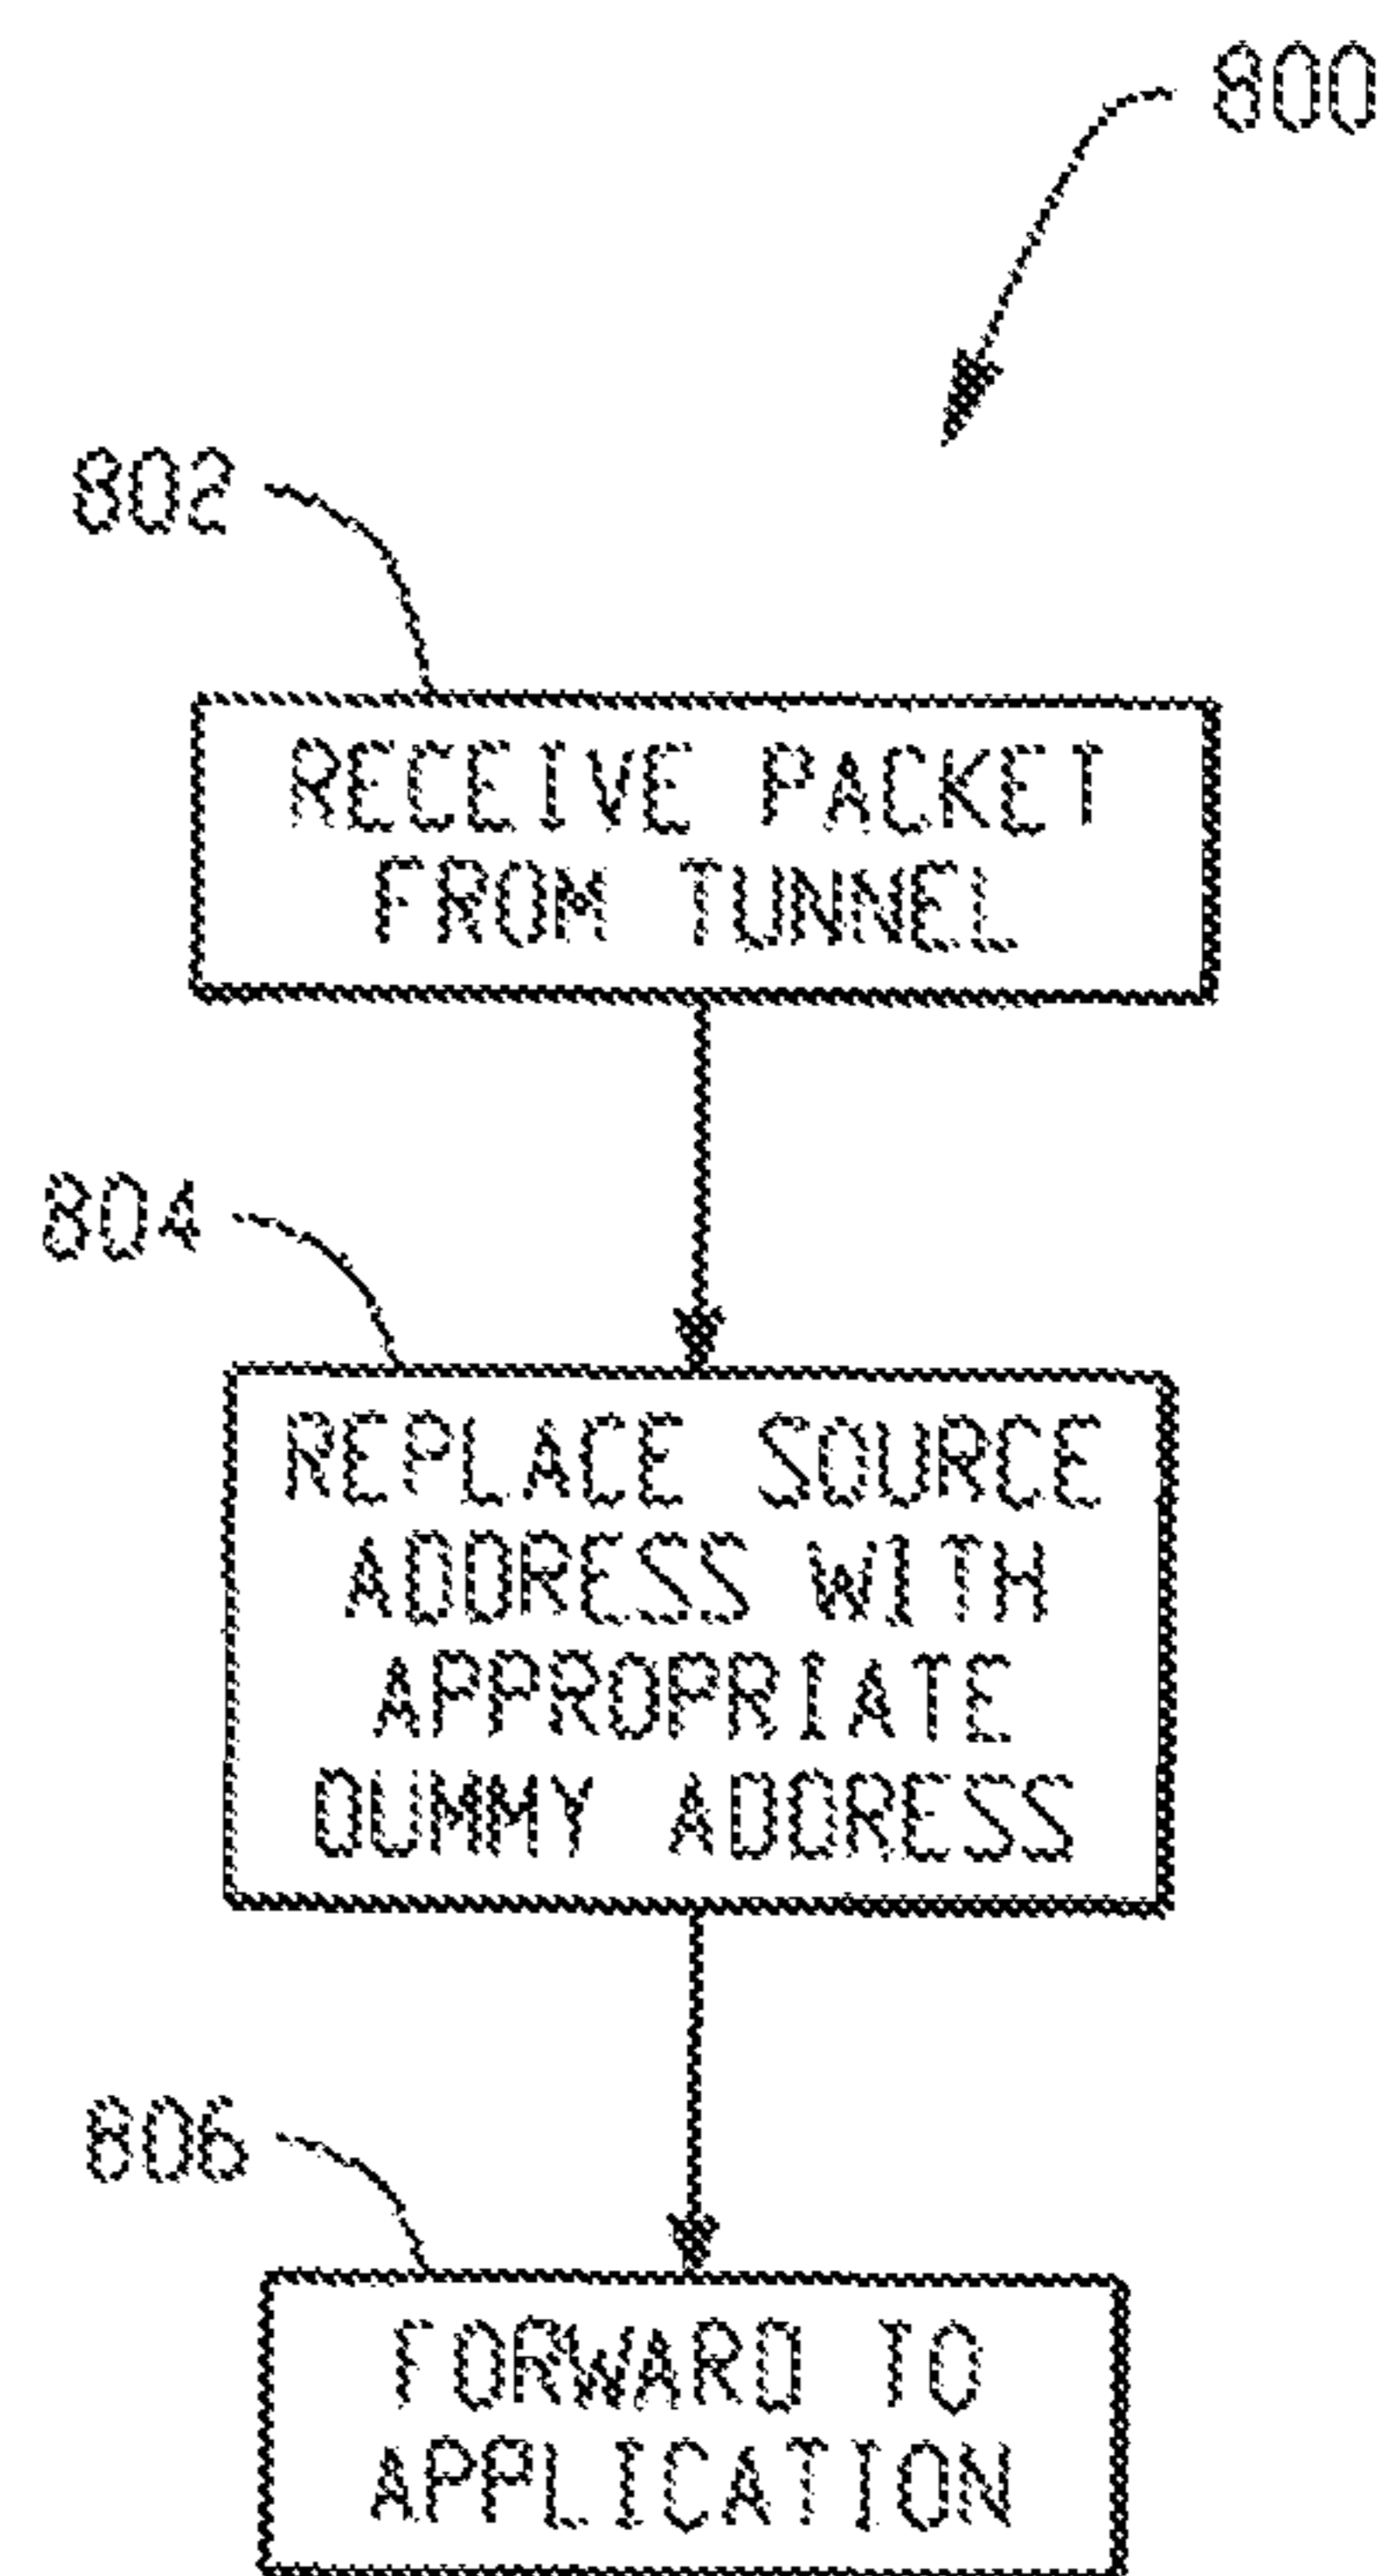 800
802
RECEIVE PACKET
FROM TUNNEL
804
REPLACE SOURCE
ADDRESS WITH
APPROPRIATE
DUMMY ADDRESS
806
FORWARD TO
APPLICATION